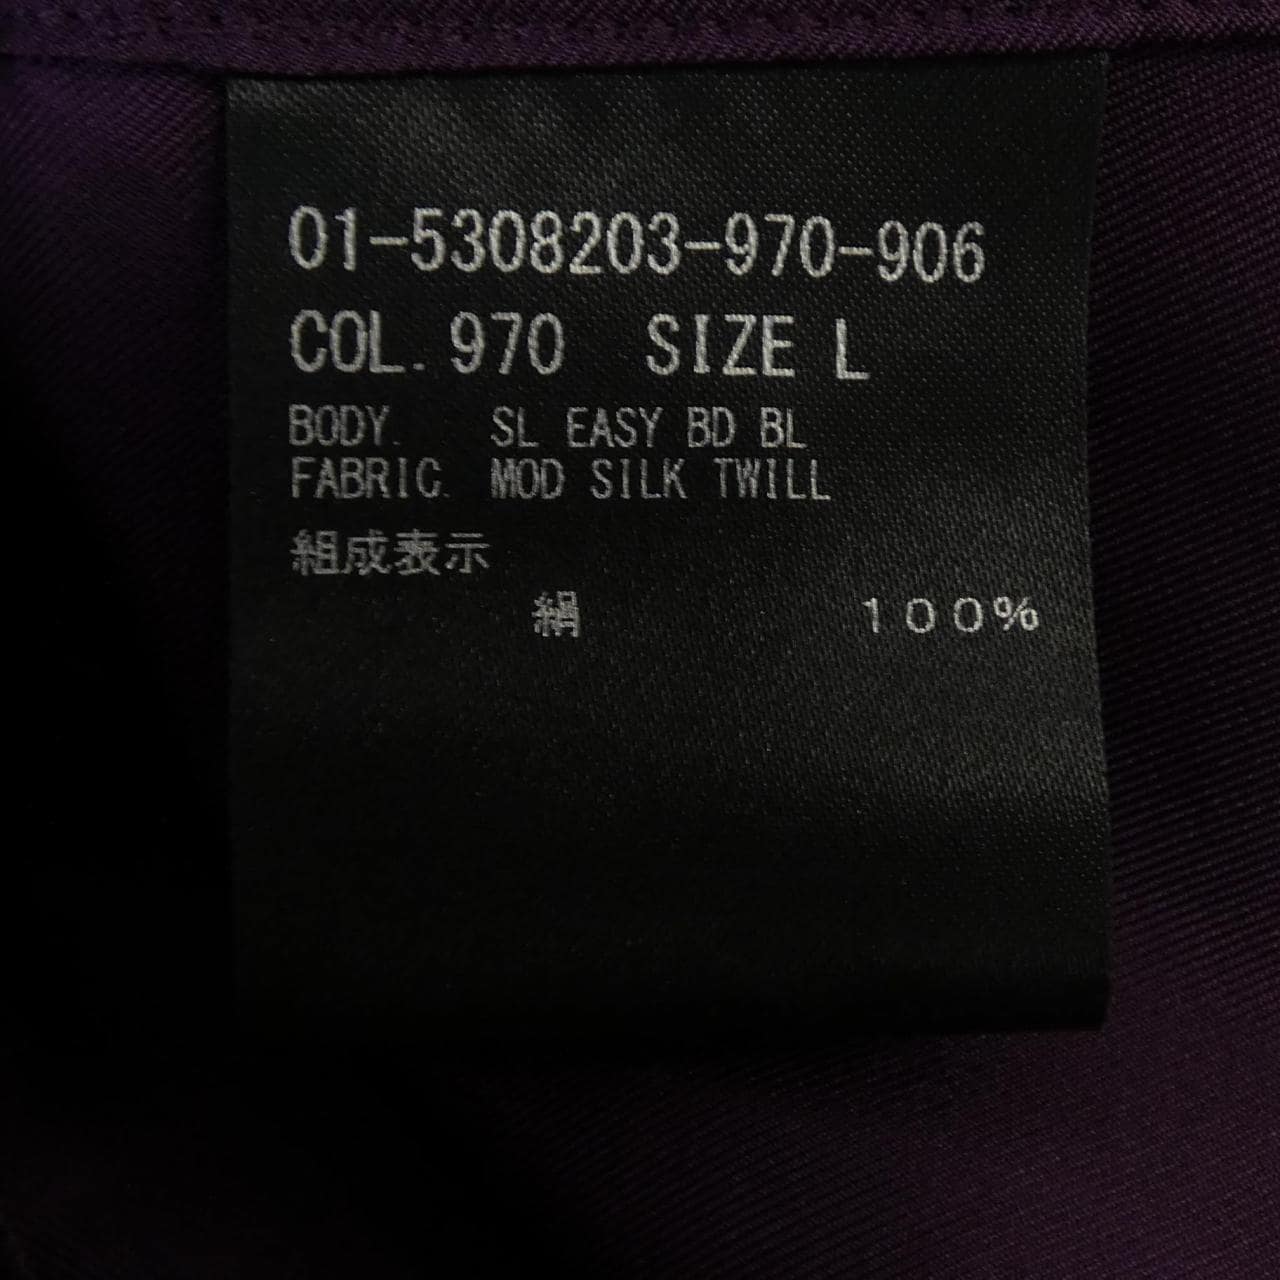 01-5308203-970-906
COL. 970 SIZE L
BODY. SL EASY BD BL
FABRIC. MOD SILK TWILL
組成表示
絹 100%